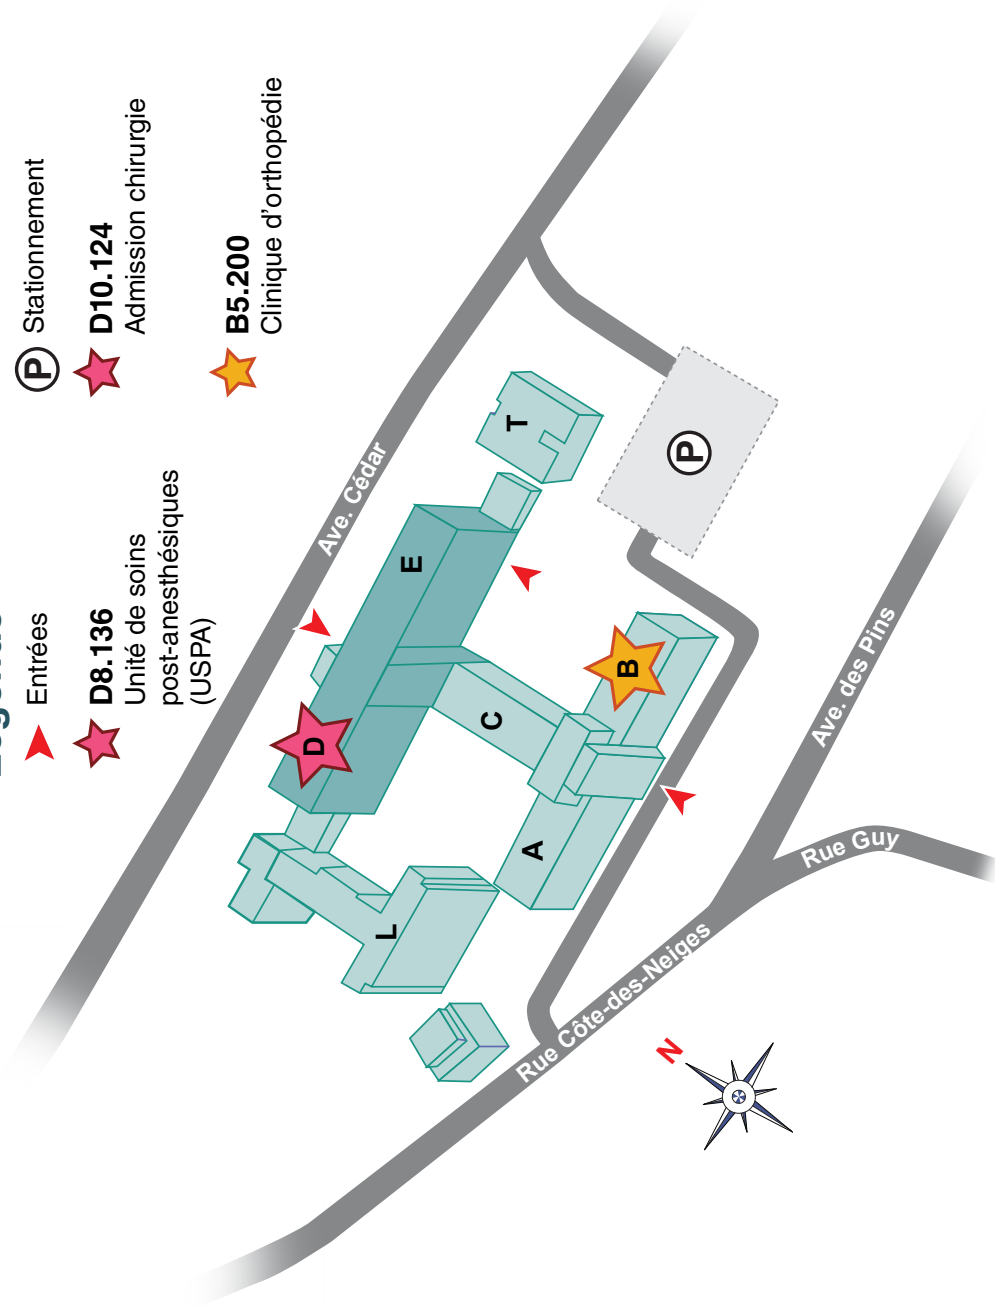 Entrées
D8.136
Unité de soins
post-anesthésiques
(USPA)
P Stationnement
D10.124
Admission chirurgie
B5.200
Clinique d'orthopédie
Ave. Cédar
D
E
T
L
C
A
B
P
Rue Côte-des-Neiges
Ave. des Pins
Rue Guy
N